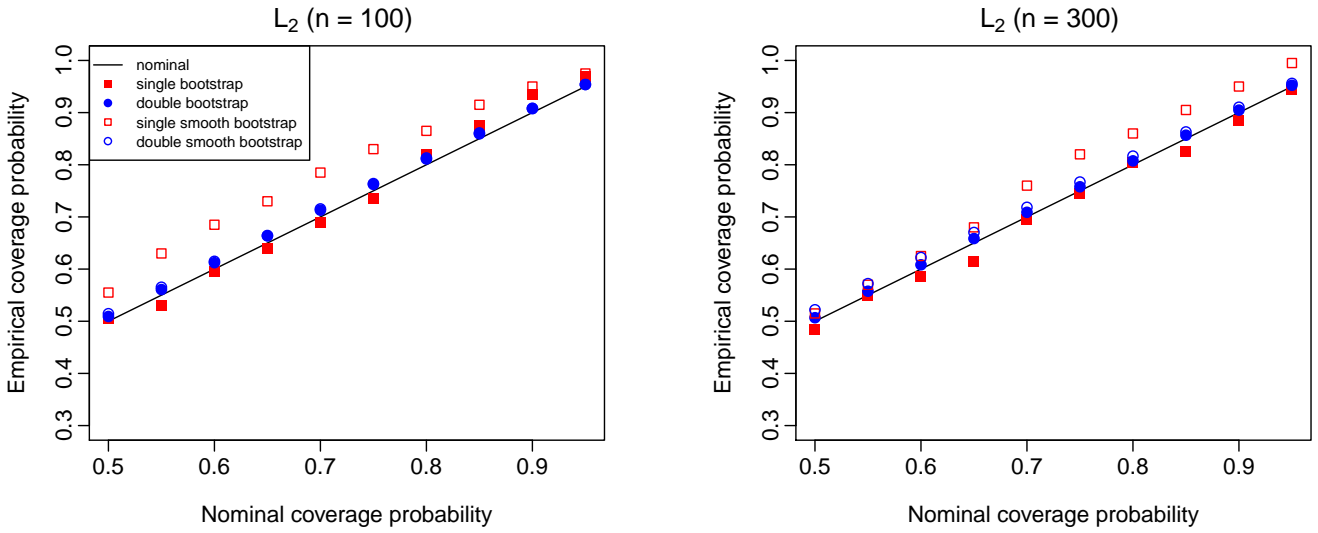 L2 (n = 100)
1.0
0.9
0.8
0.7
0.6
0.5
0.4
0.3
Empirical coverage probability
nominal
single bootstrap
double bootstrap
single smooth bootstrap
double smooth bootstrap
0.5 0.6 0.7 0.8 0.9
Nominal coverage probability
L2 (n = 300)
1.0
0.9
0.8
0.7
0.6
0.5
0.4
0.3
Empirical coverage probability
0.5 0.6 0.7 0.8 0.9
Nominal coverage probability